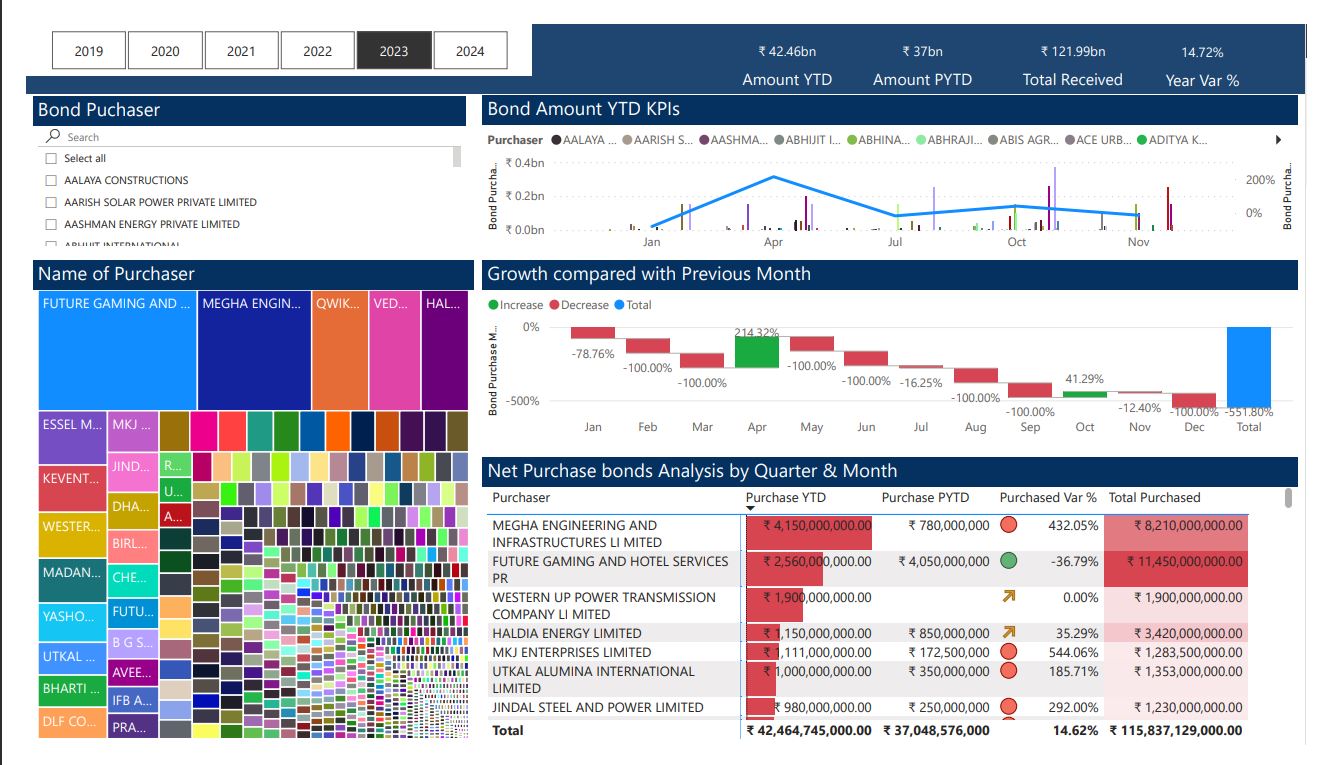 2019 2020 2021 2022 2023 2024
₹ 42.46bn ₹ 37bn ₹ 121.99bn 14.72%
Amount YTD Amount PYTD Total Received Year Var %
Bond Puchaser
Search
Select all
AALAYA CONSTRUCTIONS
AARISH SOLAR POWER PRIVATE LIMITED
AASHMAN ENERGY PRIVATE LIMITED
ABHIJIT INTERNATIONAL
Bond Amount YTD KPIs
Purchaser AALAYA ... AARISH S... AASHMA... ABHIJIT I... ABHINA... ABHRAJI... ABIS AGR... ACE URB... ADITYA K...
Bond Purcha...
₹ 0.4bn
₹ 0.2bn
₹ 0.0bn
200%
0%
Bond Purcha...
Jan Apr Jul Oct Nov
Name of Purchaser
FUTURE GAMING AND ... MEGHA ENGIN... QWIK... VED... HAL...
ESSEL M... MKJ ...
KEVENT... JIND... R...
U...
WESTER... DHA... A...
BIRL...
MADAN... CHE...
YASHO... FUTU...
B G S...
UTKAL ... AVEE...
BHARTI ... IFB A...
DLF CO... PRA...
Growth compared with Previous Month
Increase Decrease Total
Bond Purchase M...
0%
-500%
-78.76% -100.00% -100.00% 214.32% -100.00% -100.00% -16.25% -100.00% -100.00% 41.29% -12.40% -100.00% -551.80%
Jan Feb Mar Apr May Jun Jul Aug Sep Oct Nov Dec Total
Net Purchase bonds Analysis by Quarter & Month
Purchaser Purchase YTD Purchase PYTD Purchased Var % Total Purchased
MEGHA ENGINEERING AND ₹ 4,150,000,000.00 ₹ 780,000,000 432.05% ₹ 8,210,000,000.00
INFRASTRUCTURES LI MITED
FUTURE GAMING AND HOTEL SERVICES ₹ 2,560,000,000.00 ₹ 4,050,000,000 -36.79% ₹ 11,450,000,000.00
PR
WESTERN UP POWER TRANSMISSION ₹ 1,900,000,000.00 0.00% ₹ 1,900,000,000.00
COMPANY LI MITED
HALDIA ENERGY LIMITED ₹ 1,150,000,000.00 ₹ 850,000,000 35.29% ₹ 3,420,000,000.00
MKJ ENTERPRISES LIMITED ₹ 1,111,000,000.00 ₹ 172,500,000 544.06% ₹ 1,283,500,000.00
UTKAL ALUMINA INTERNATIONAL ₹ 1,000,000,000.00 ₹ 350,000,000 185.71% ₹ 1,353,000,000.00
LIMITED
JINDAL STEEL AND POWER LIMITED ₹ 980,000,000.00 ₹ 250,000,000 292.00% ₹ 1,230,000,000.00
Total ₹ 42,464,745,000.00 ₹ 37,048,576,000 14.62% ₹ 115,837,129,000.00